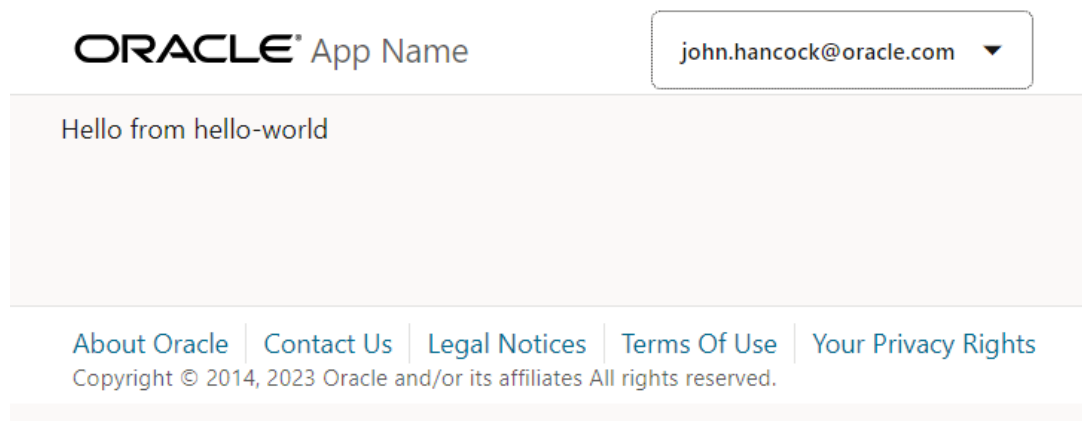 ORACLE® App Name
john.hancock@oracle.com
Hello from hello-world
About Oracle Contact Us Legal Notices Terms Of Use Your Privacy Rights
Copyright © 2014, 2023 Oracle and/or its affiliates All rights reserved.